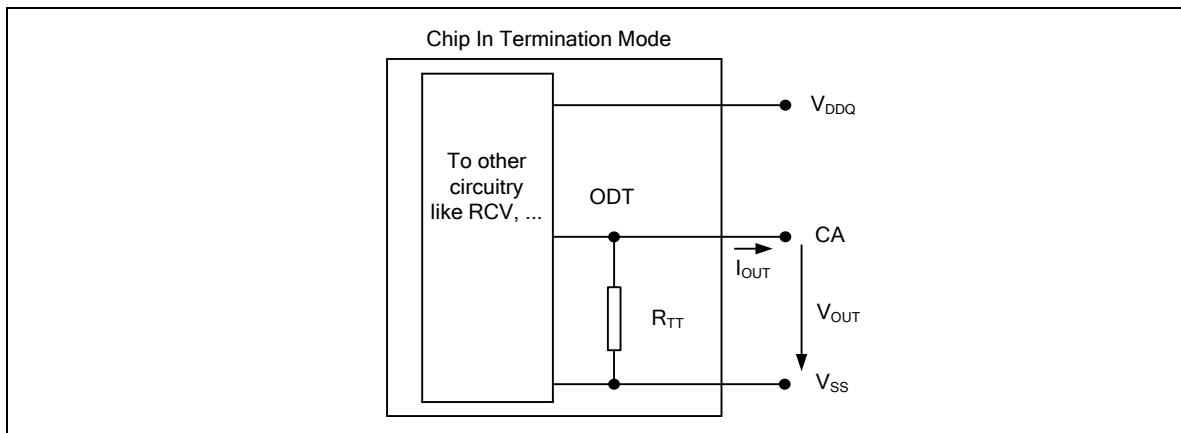 Chip In Termination Mode
V_DDQ
To other
circuitry
like RCV, ...
ODT
CA
I_OUT
R_TT
V_OUT
V_SS